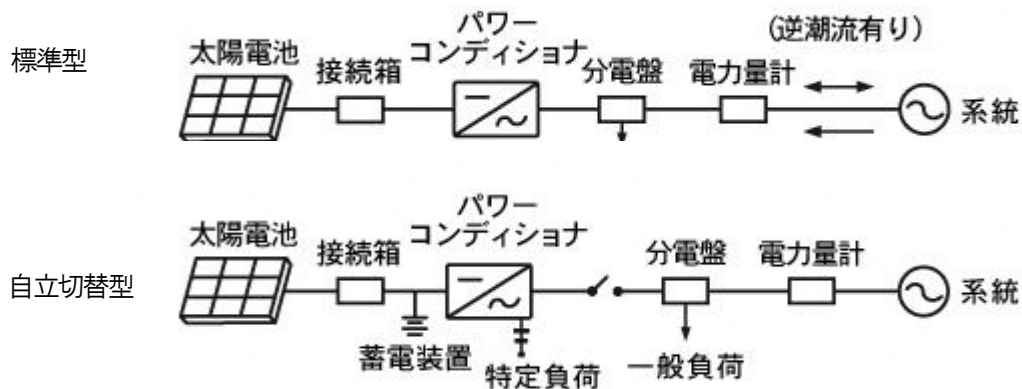 標準型
太陽電池
接続箱
パワー
コンディショナ
分電盤
電力量計
(逆潮流有り)
系統
自立切替型
太陽電池
接続箱
蓄電装置
パワー
コンディショナ
特定負荷
分電盤
一般負荷
電力量計
系統